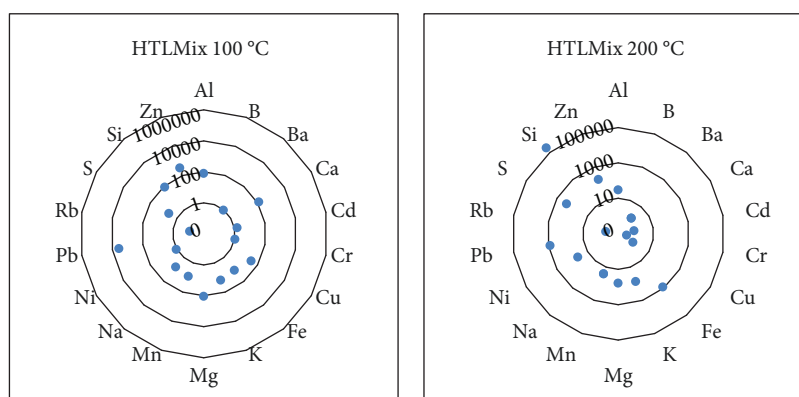 HTLMix 100 °C
Al
B
Ba
Ca
Cd
Cr
Cu
Fe
K
Mg
Mn
Na
Ni
Pb
Rb
S
Si
Zn
1000000
10000
100
1
0
HTLMix 200 °C
Al
B
Ba
Ca
Cd
Cr
Cu
Fe
K
Mg
Mn
Na
Ni
Pb
Rb
S
Si
Zn
100000
1000
10
0